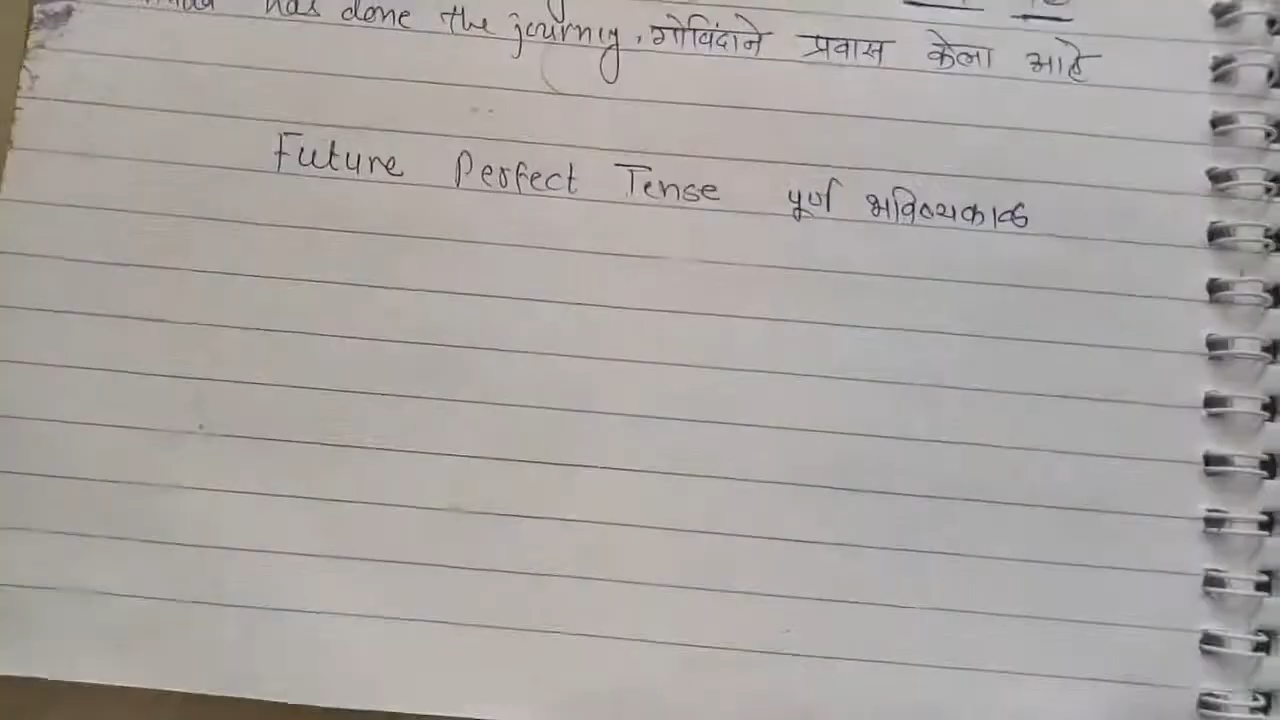 has done the journey. गोविंदाने प्रवास केला आहे
Future Perfect Tense पूर्ण भविष्यकाळ